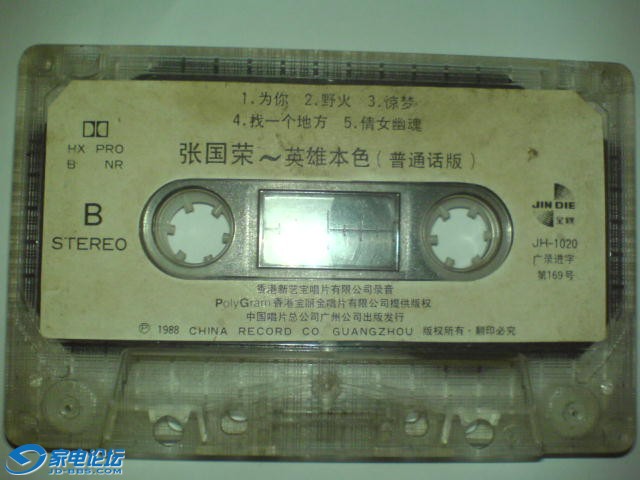 1.为你 2.野火 3.惊梦
4.找一个地方 5.倩女幽魂
HX PRO
B NR
张国荣～英雄本色(普通话版)
B
STEREO
JIN DIE
金蝶
JH-1020
广录进字
第169号
香港新艺宝唱片有限公司录音
PolyGram香港宝丽金唱片有限公司提供版权
中国唱片总公司广州公司出版发行
Ⓟ 1988 CHINA RECORD CO. GUANGZHOU 版权所有·翻印必究
家电论坛
JD-BBS.COM